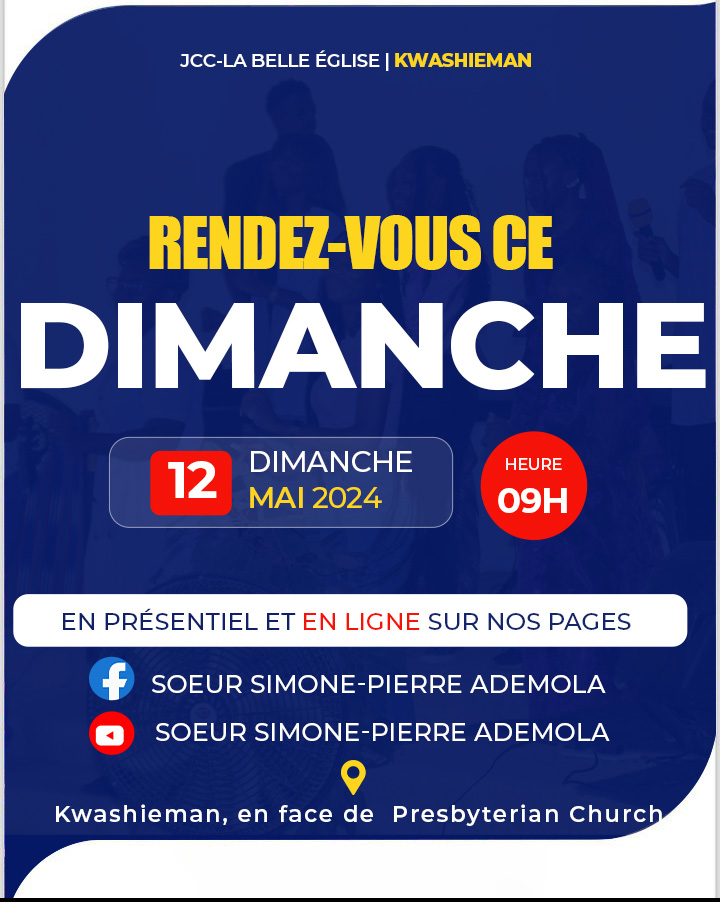 JCC-LA BELLE ÉGLISE | KWASHIEMAN
RENDEZ-VOUS CE
DIMANCHE
12
DIMANCHE
MAI 2024
HEURE
09H
EN PRÉSENTIEL ET EN LIGNE SUR NOS PAGES
SOEUR SIMONE-PIERRE ADEMOLA
SOEUR SIMONE-PIERRE ADEMOLA
Kwashieman, en face de Presbyterian Church